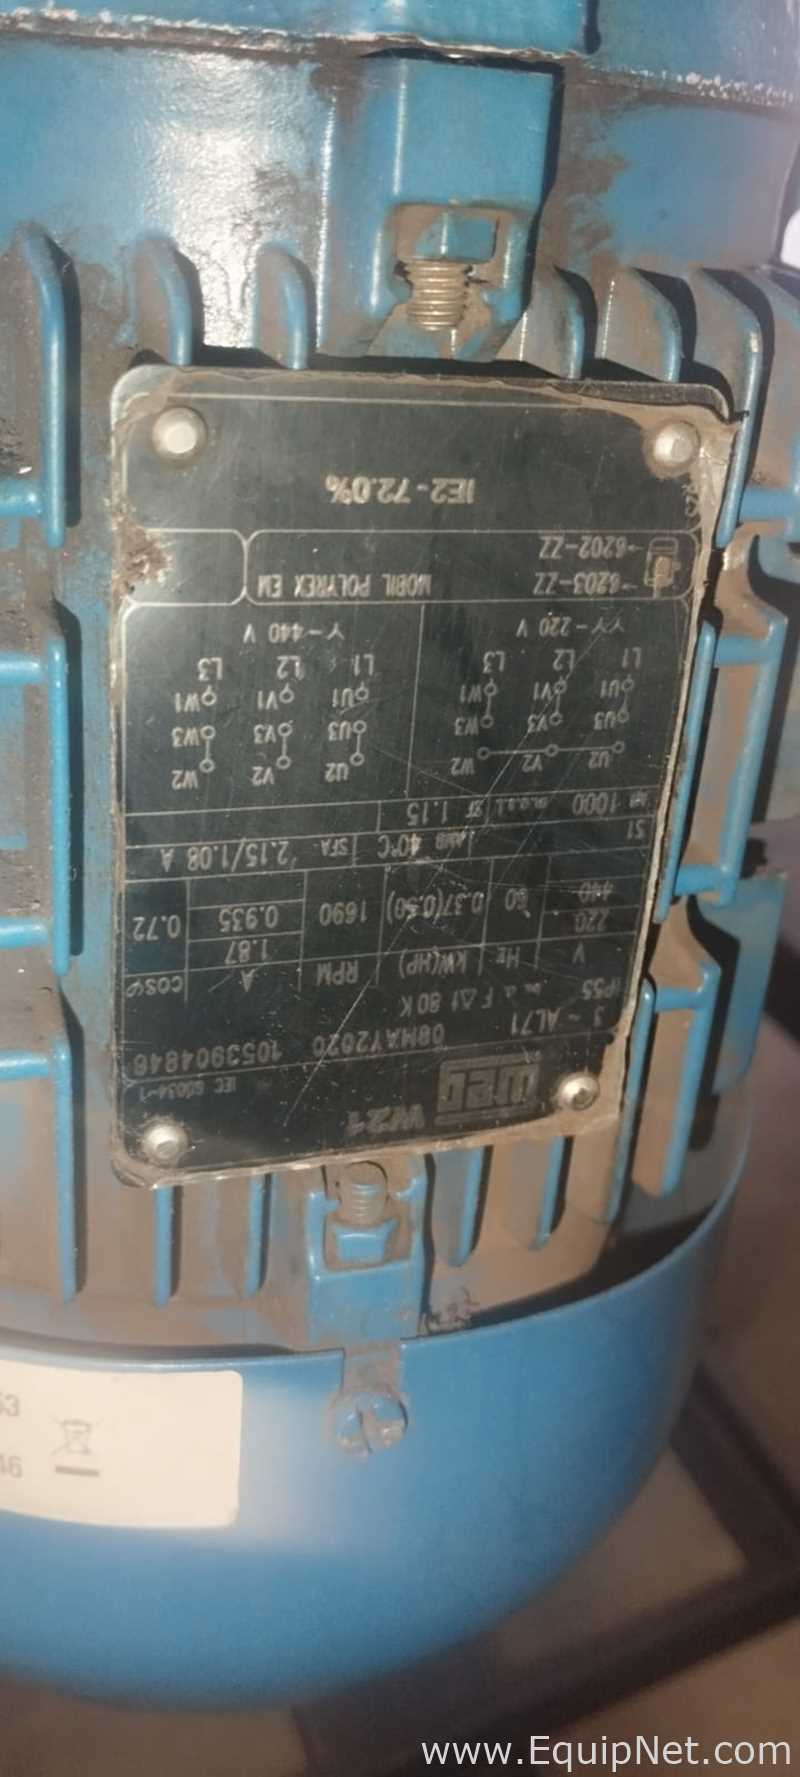 WEG W21
IEC 60034-1
3 ~ AL71 08MAY2020 1053904846
IP55 F Δt 80 K
V Hz kW(HP) RPM A cosφ
220 60 0.37(0.50) 1690 1.87 0.72
440 0.935
S1 AMB 40°C SFA 2.15/1.08 A
1000 m.a.s.l. SF 1.15
U2 V2 W2 U2 V2 W2
U3 V3 W3 U3 V3 W3
U1 V1 W1 U1 V1 W1
L1 L2 L3 L1 L2 L3
YY - 220 V Y - 440 V
→6203-ZZ MOBIL POLYREX EM
→6202-ZZ
IE2-72.0%
53
46
www.EquipNet.com